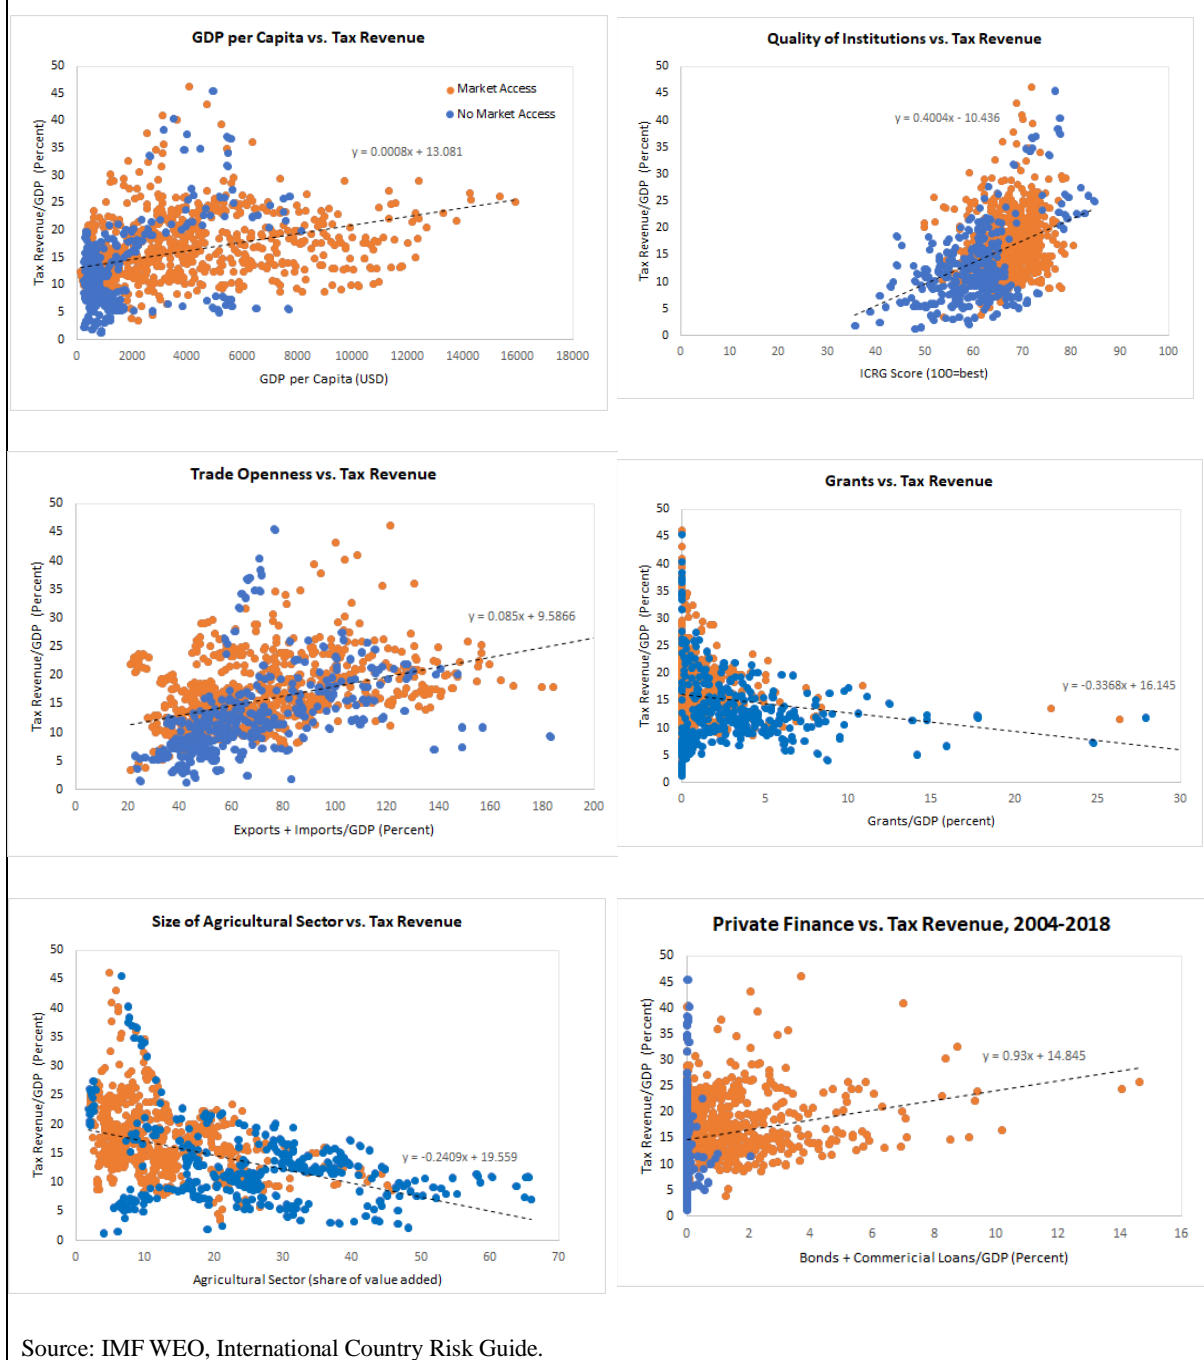 GDP per Capita vs. Tax Revenue
50
45
40
35
30
25
20
15
10
5
0
Tax Revenue/GDP (Percent)
Market Access
No Market Access
y = 0.0008x + 13.081
0 2000 4000 6000 8000 10000 12000 14000 16000 18000
GDP per Capita (USD)
Quality of Institutions vs. Tax Revenue
50
45
40
35
30
25
20
15
10
5
0
Tax Revenue/GDP (Percent)
y = 0.4004x - 10.436
0 10 20 30 40 50 60 70 80 90 100
ICRG Score (100=best)
Trade Openness vs. Tax Revenue
50
45
40
35
30
25
20
15
10
5
0
Tax Revenue/GDP (Percent)
y = 0.085x + 9.5866
0 20 40 60 80 100 120 140 160 180 200
Exports + Imports/GDP (Percent)
Grants vs. Tax Revenue
50
45
40
35
30
25
20
15
10
5
0
Tax Revenue/GDP (Percent)
y = -0.3368x + 16.145
0 5 10 15 20 25 30
Grants/GDP (percent)
Size of Agricultural Sector vs. Tax Revenue
50
45
40
35
30
25
20
15
10
5
0
Tax Revenue/GDP (Percent)
y = -0.2409x + 19.559
0 10 20 30 40 50 60 70
Agricultural Sector (share of value added)
Private Finance vs. Tax Revenue, 2004-2018
50
45
40
35
30
25
20
15
10
5
0
Tax Revenue/GDP (Percent)
y = 0.93x + 14.845
0 2 4 6 8 10 12 14 16
Bonds + Commericial Loans/GDP (Percent)
Source: IMF WEO, International Country Risk Guide.